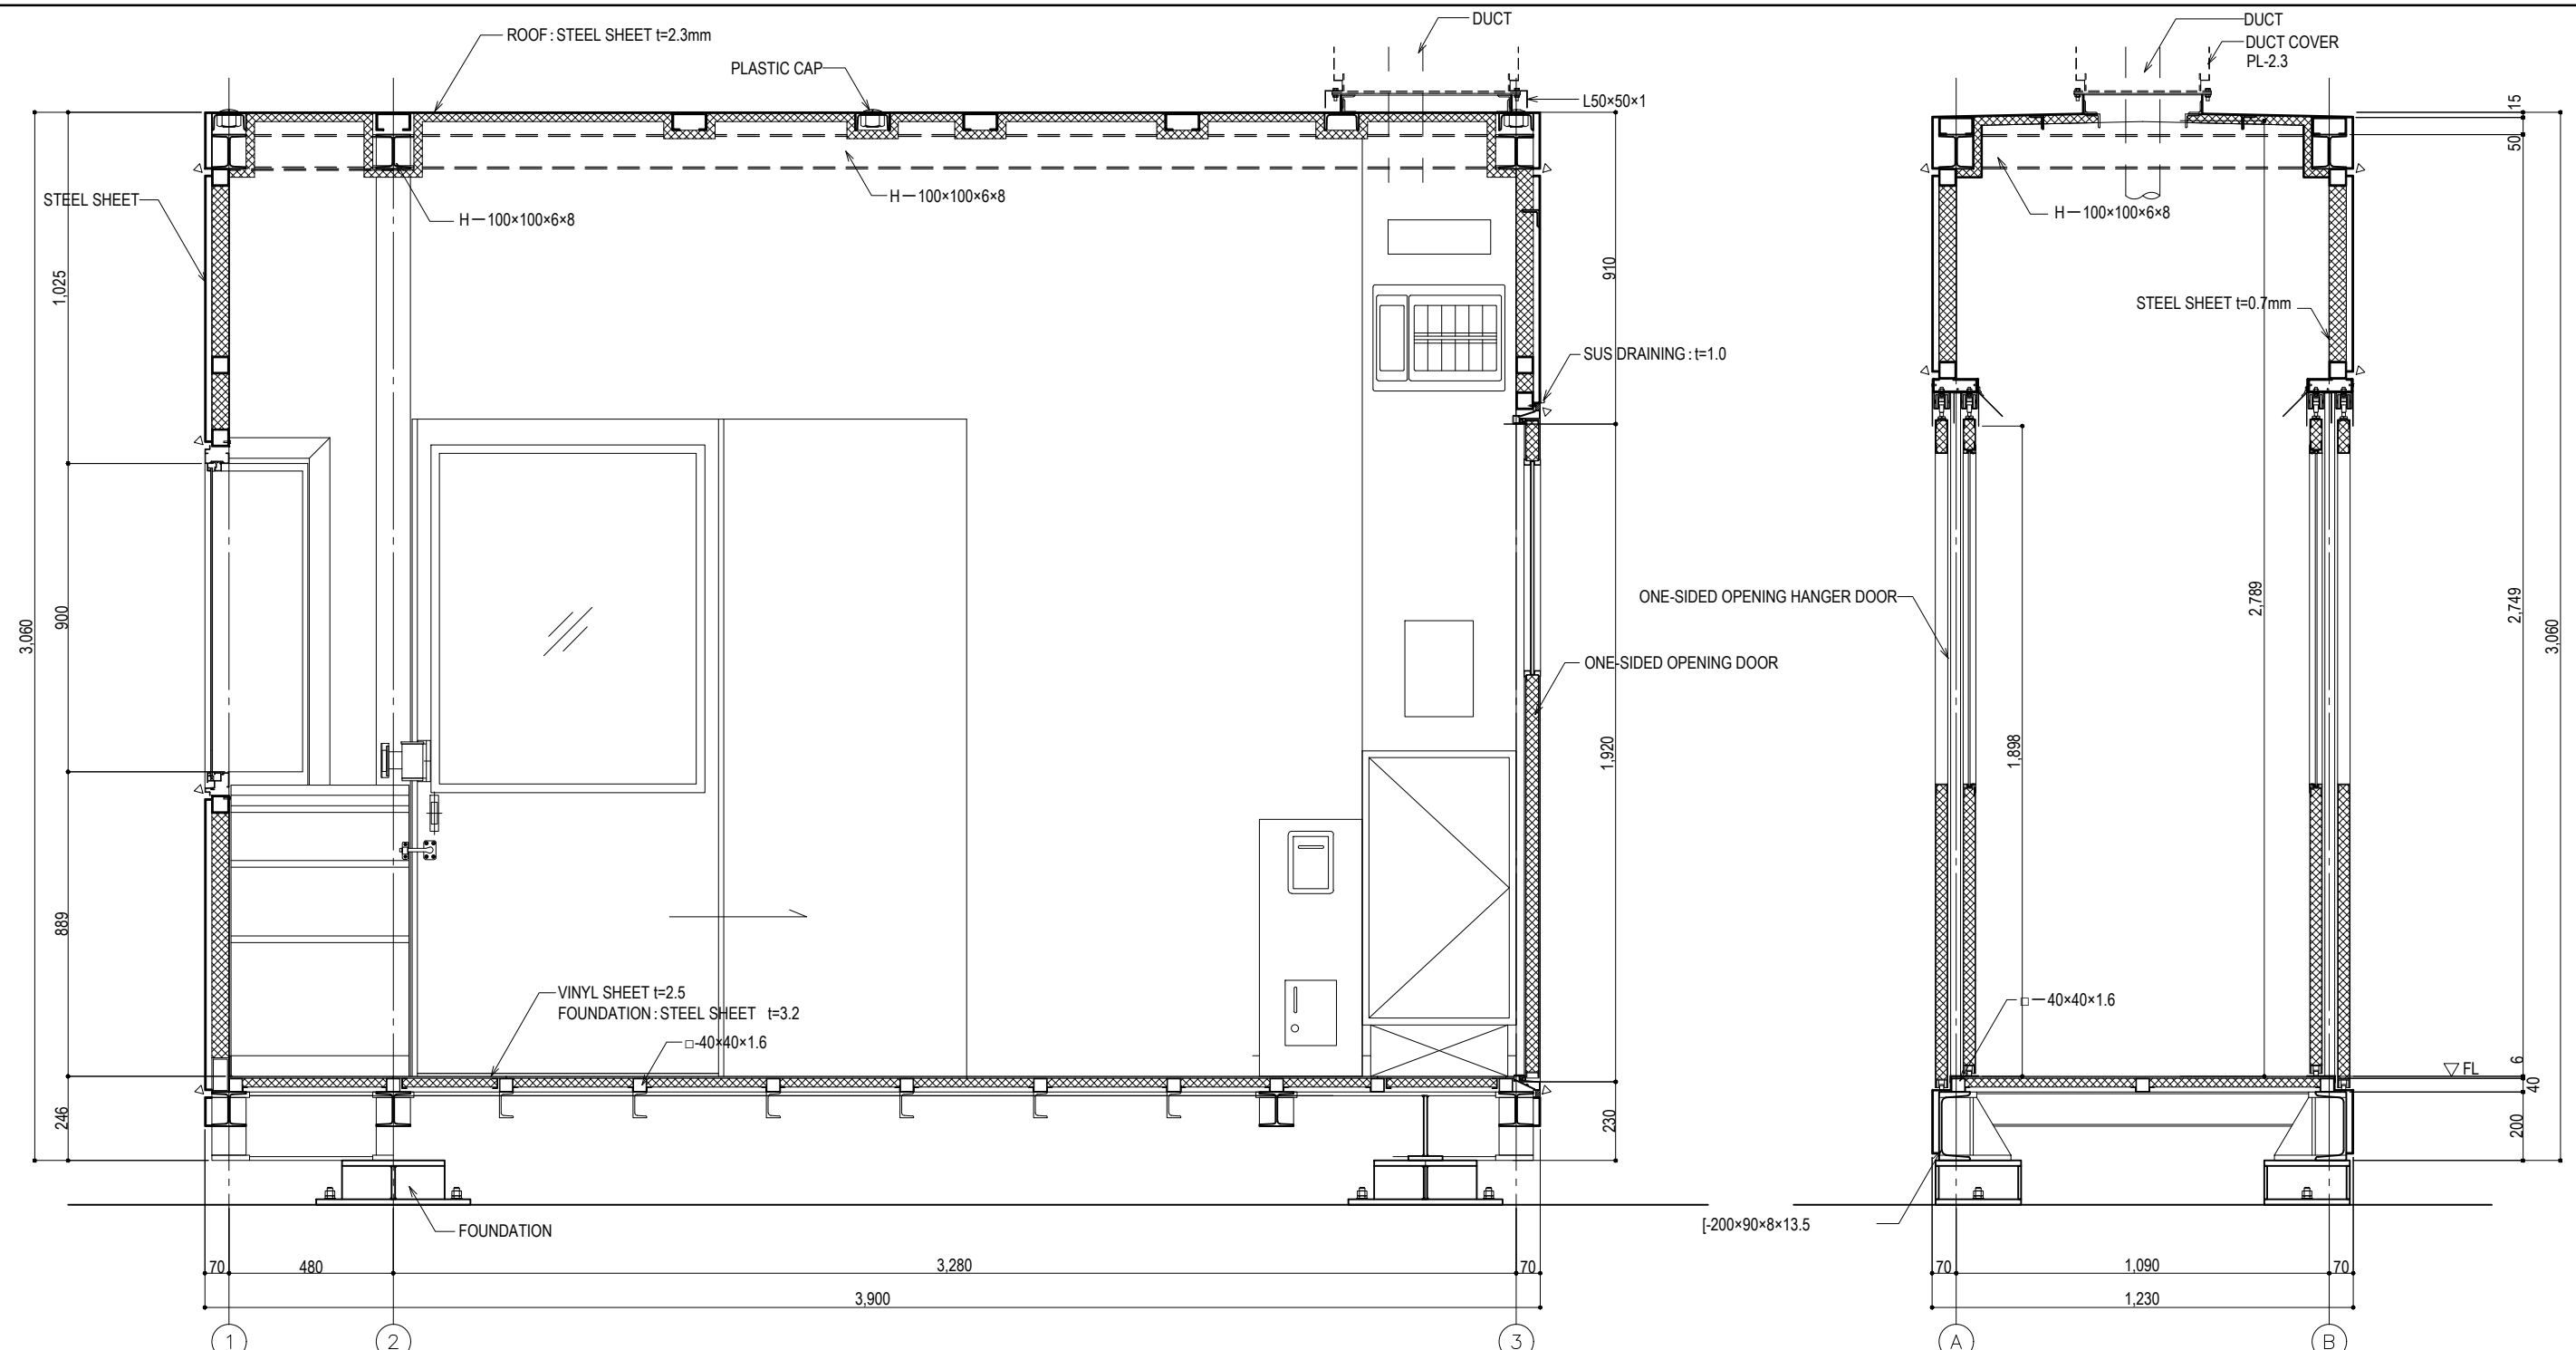 DUCT
DUCT
ROOF : STEEL SHEET t=2.3mm
DUCT COVER
PL-2.3
PLASTIC CAP
L50×50×1
15
50
STEEL SHEET
H－100×100×6×8
H－100×100×6×8
H－100×100×6×8
1,025
910
STEEL SHEET t=0.7mm
SUS DRAINING : t=1.0
3,060
900
ONE-SIDED OPENING HANGER DOOR
2,789
2,749
3,060
ONE-SIDED OPENING DOOR
1,920
1,898
889
VINYL SHEET t=2.5
FOUNDATION : STEEL SHEET t=3.2
□-40×40×1.6
□－40×40×1.6
▽ FL
6
40
246
230
200
FOUNDATION
[-200×90×8×13.5
70
480
3,280
70
70
1,090
70
3,900
1,230
1
2
3
A
B